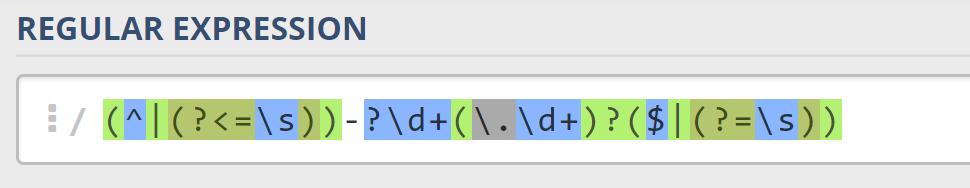 REGULAR EXPRESSION
/ (^|(?<=\s))-?\d+(\.\d+)?($|(?=\s))